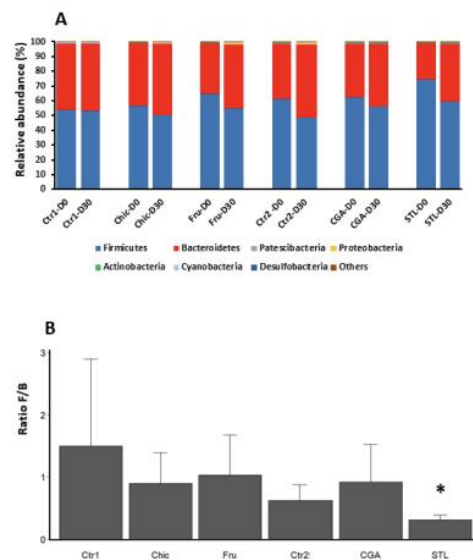 A
Relative abundance (%)
100
90
80
70
60
50
40
30
20
10
0
Ctr1-D0
Ctr1-D30
Chic-D0
Chic-D30
Fru-D0
Fru-D30
Ctr2 -D0
Ctr2-D30
CGA-D0
CGA-D30
STL-D0
STL-D30
Firmicutes Bacteroidetes Patescibacteria Proteobacteria
Actinobacteria Cyanobacteria Desulfobactteria Others
B
Ratio F/B
3
2
1
0
*
Ctr1 Chic Fru Ctr2 CGA STL